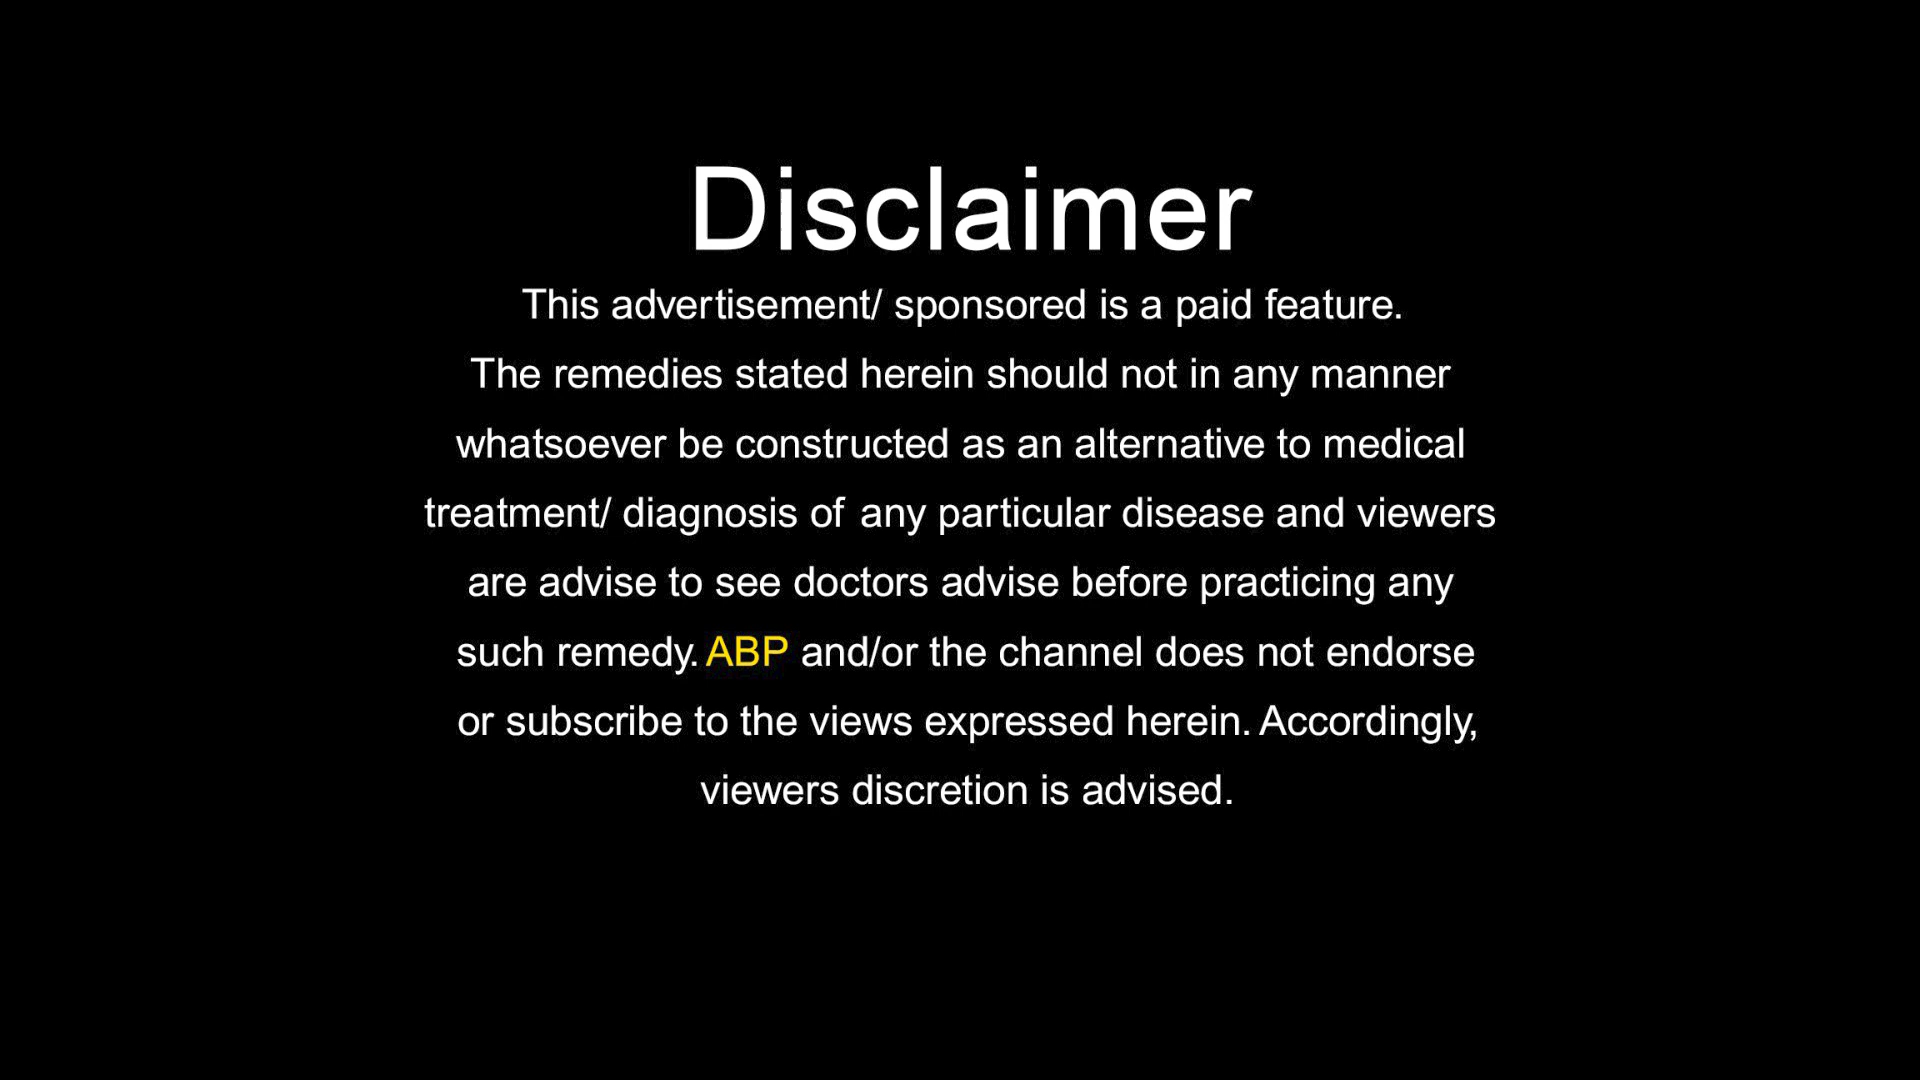 Disclaimer
This advertisement/ sponsored is a paid feature.
The remedies stated herein should not in any manner
whatsoever be constructed as an alternative to medical
treatment/ diagnosis of any particular disease and viewers
are advise to see doctors advise before practicing any
such remedy. ABP and/or the channel does not endorse
or subscribe to the views expressed herein. Accordingly,
viewers discretion is advised.